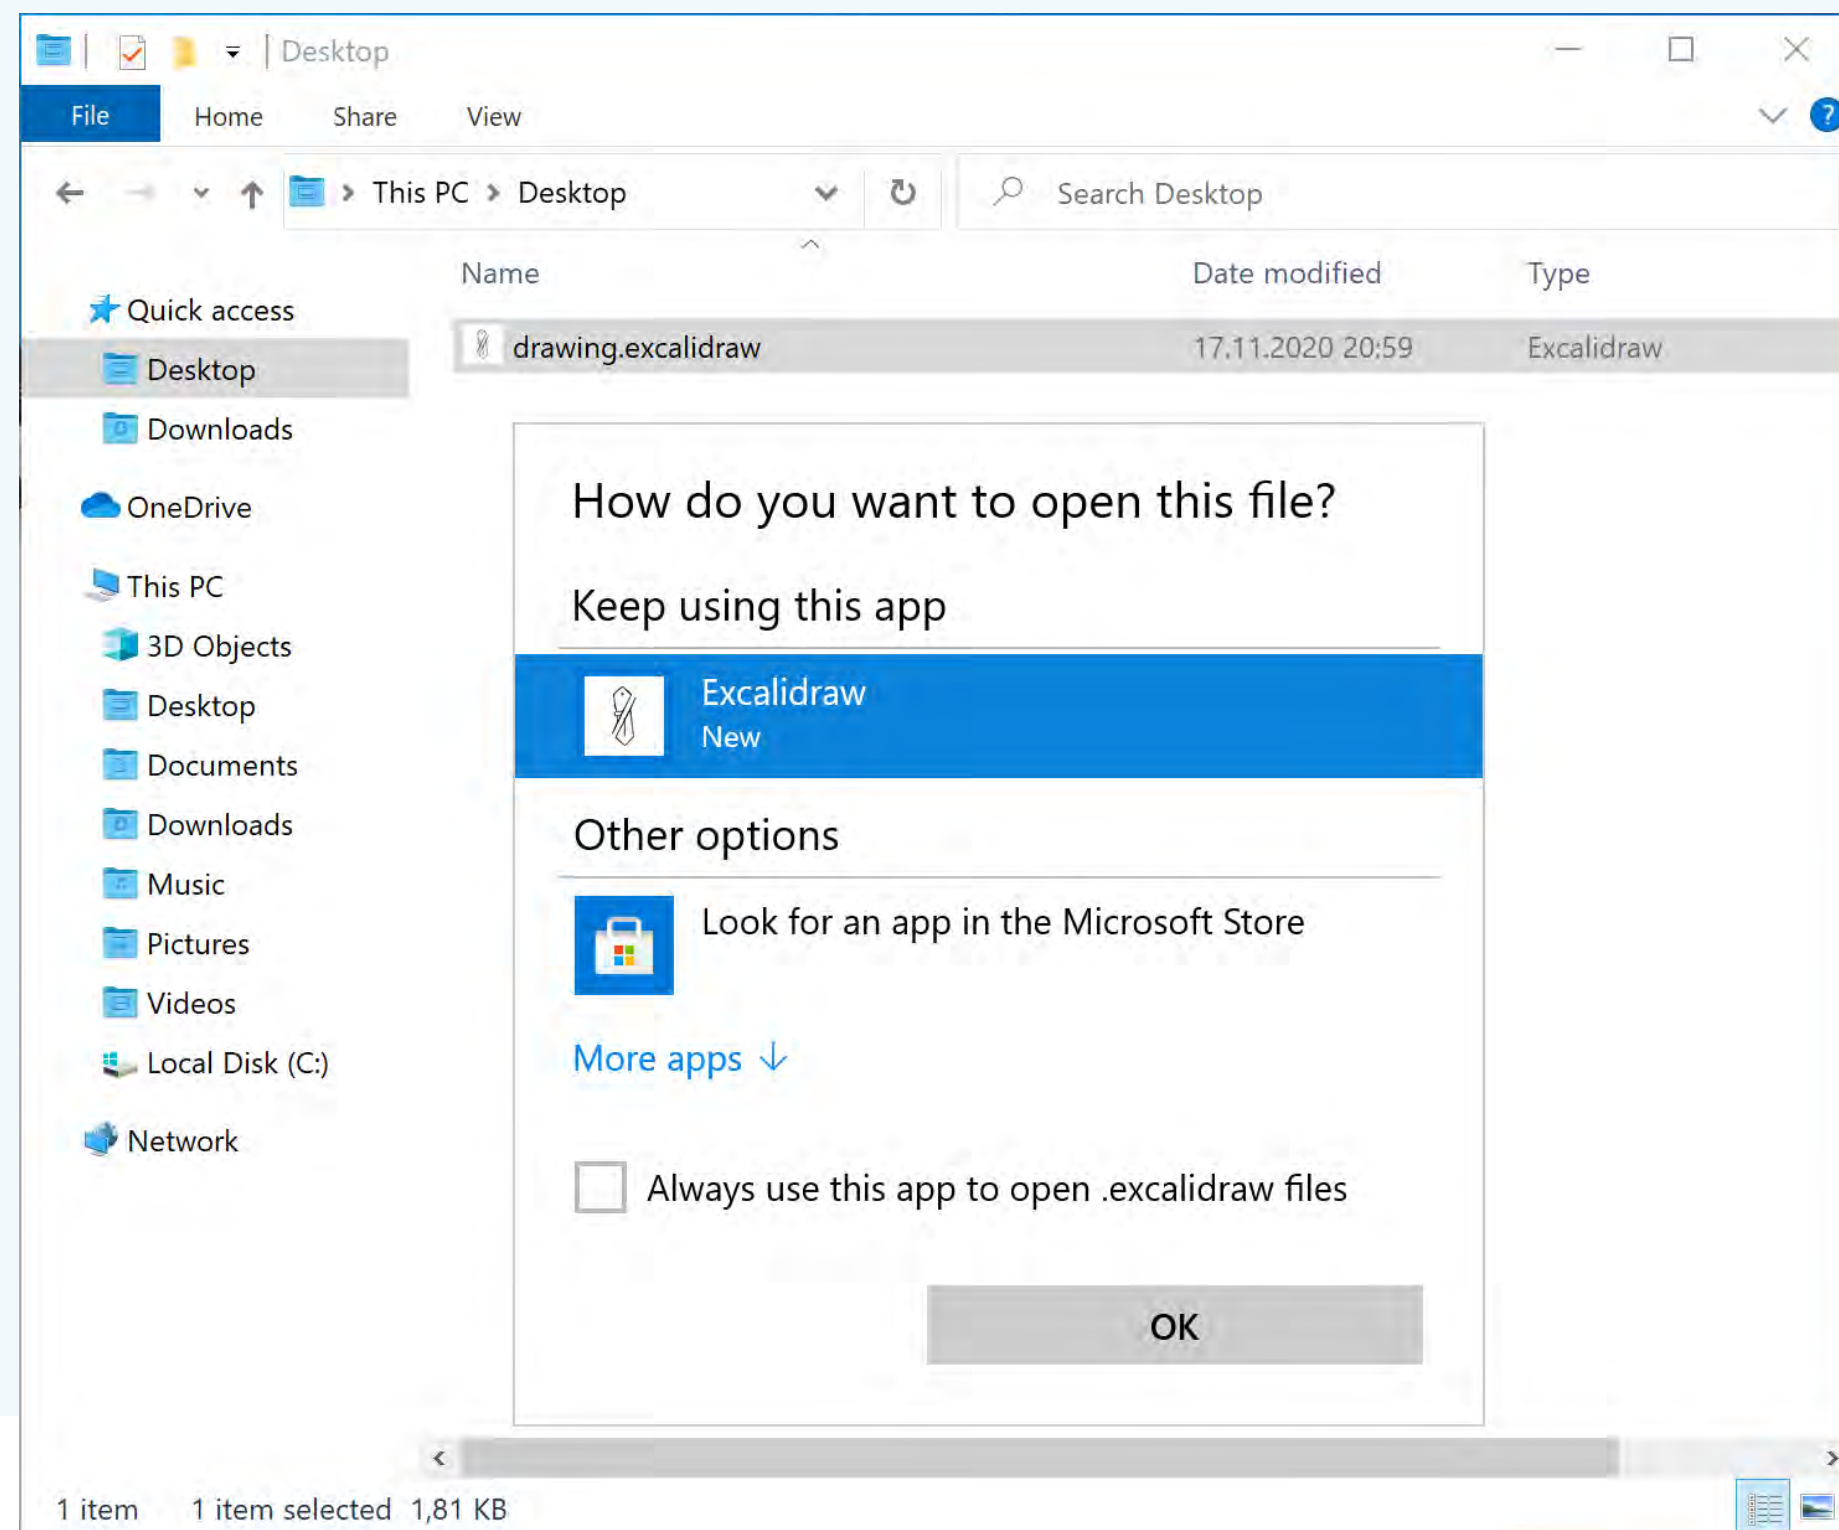 Desktop
File Home Share View
?
This PC Desktop
Search Desktop
Name Date modified Type
Quick access
Desktop
Downloads
OneDrive
This PC
3D Objects
Desktop
Documents
Downloads
Music
Pictures
Videos
Local Disk (C:)
Network
drawing.excalidraw 17.11.2020 20:59 Excalidraw
How do you want to open this file?
Keep using this app
Excalidraw
New
Other options
Look for an app in the Microsoft Store
More apps
Always use this app to open .excalidraw files
OK
1 item 1 item selected 1,81 KB